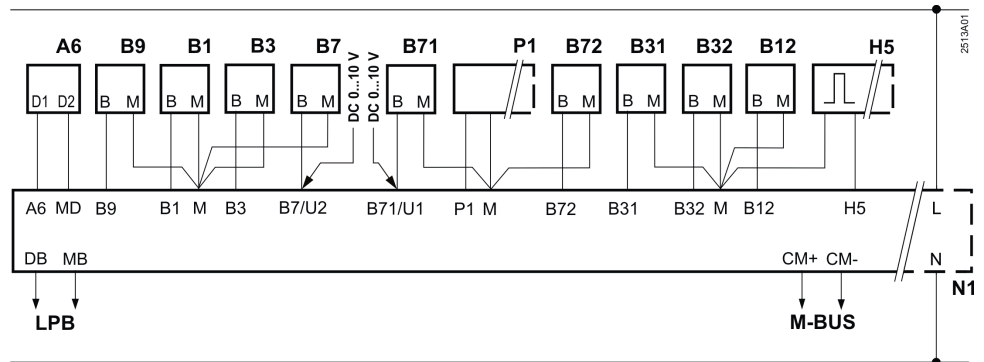 2513A01
A6 B9 B1 B3 B7 DC 0...10 V DC 0...10 V B71 P1 B72 B31 B32 B12 H5
D1 D2 B M B M B M B M B M B M B M B M B M
A6 MD B9 B1 M B3 B7/U2 B71/U1 P1 M B72 B31 B32 M B12 H5 L
DB MB CM+ CM- N
N1
LPB M-BUS